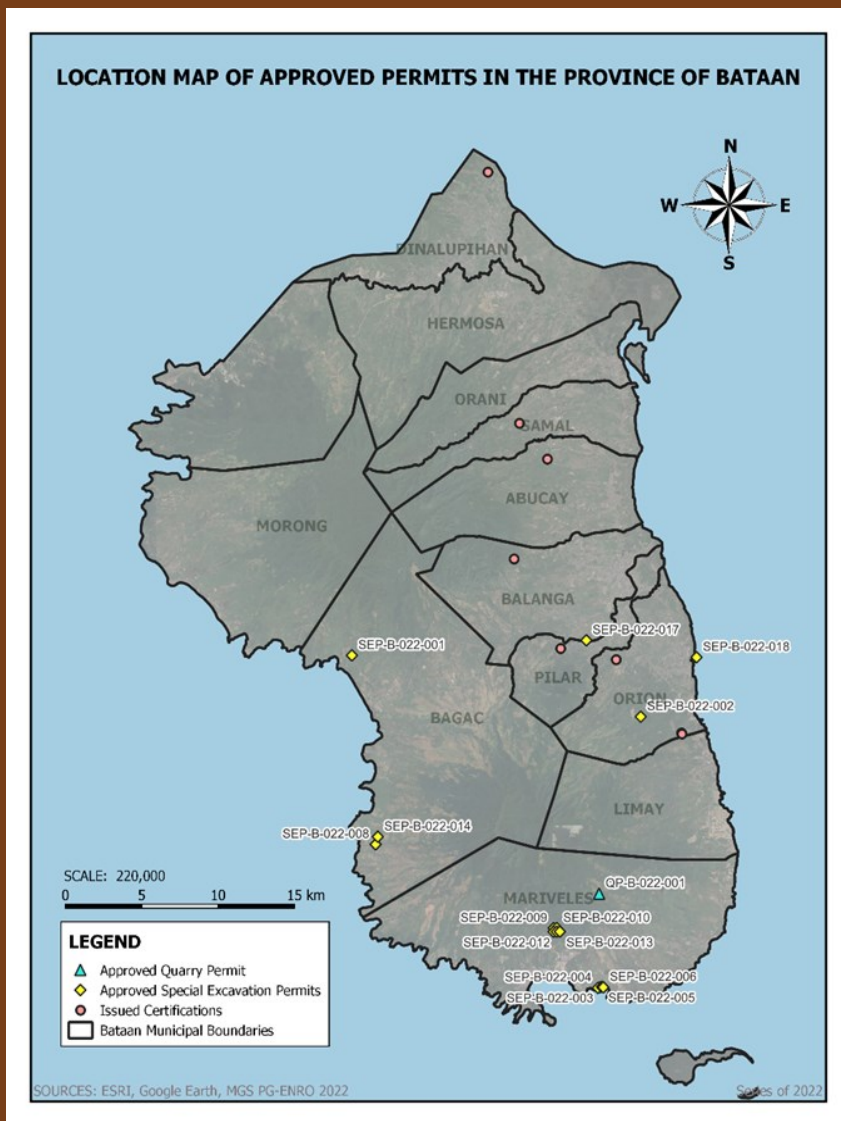 LOCATION MAP OF APPROVED PERMITS IN THE PROVINCE OF BATAAN
N
W E
S
DINALUPIHAN
HERMOSA
ORANI
SAMAL
ABUCAY
MORONG
BALANGA
SEP-B-022-017
SEP-B-022-001
SEP-B-022-018
PILAR
ORION
SEP-B-022-002
BAGAC
LIMAY
SEP-B-022-014
SEP-B-022-008
SCALE: 220,000
0 5 10 15 km
QP-B-022-001
MARIVELES
SEP-B-022-009 SEP-B-022-010
SEP-B-022-012 SEP-B-022-013
SEP-B-022-004 SEP-B-022-006
SEP-B-022-003 SEP-B-022-005
LEGEND
Approved Quarry Permit
Approved Special Excavation Permits
Issued Certifications
Bataan Municipal Boundaries
SOURCES: ESRI, Google Earth, MGS PG-ENRO 2022
Series of 2022